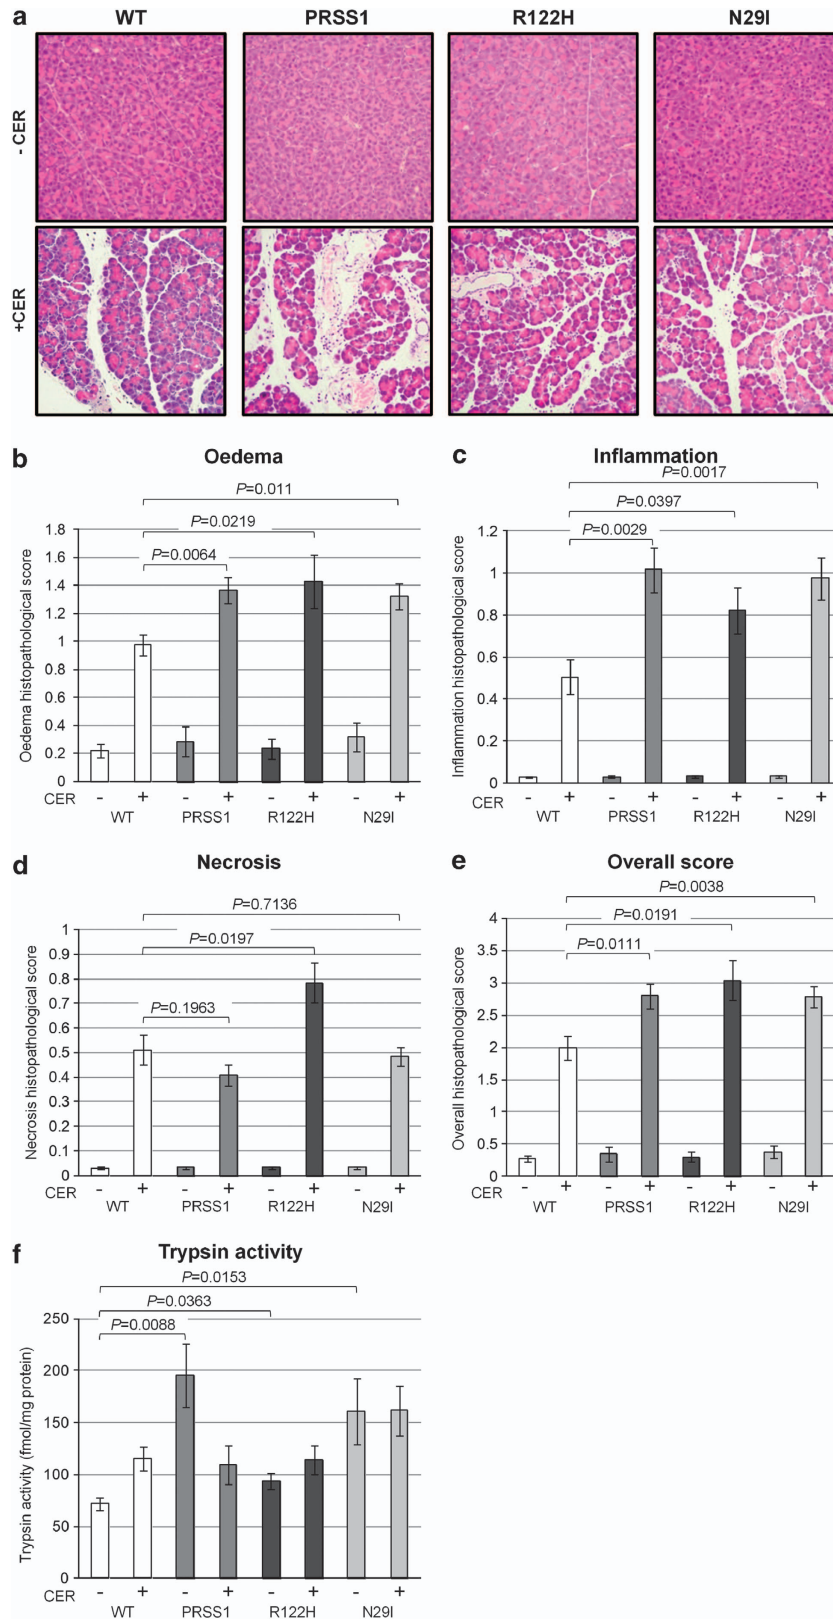 a
WT PRSS1 R122H N29I
- CER
+CER
b
Oedema
P=0.011
P=0.0219
P=0.0064
Oedema histopathological score
1.8
1.6
1.4
1.2
1
0.8
0.6
0.4
0.2
0
CER - + - + - + - +
WT PRSS1 R122H N29I
c
Inflammation
P=0.0017
P=0.0397
P=0.0029
Inflammation histopathological score
1.2
1
0.8
0.6
0.4
0.2
0
CER - + - + - + - +
WT PRSS1 R122H N29I
d
Necrosis
P=0.7136
P=0.0197
P=0.1963
Necrosis histopathological score
1
0.9
0.8
0.7
0.6
0.5
0.4
0.3
0.2
0.1
0
CER - + - + - + - +
WT PRSS1 R122H N29I
e
Overall score
P=0.0038
P=0.0191
P=0.0111
Overall histopathological score
4
3.5
3
2.5
2
1.5
1
0.5
0
CER - + - + - + - +
WT PRSS1 R122H N29I
f
Trypsin activity
P=0.0153
P=0.0363
P=0.0088
Trypsin activity (fmol/mg protein)
250
200
150
100
50
0
CER - + - + - + - +
WT PRSS1 R122H N29I